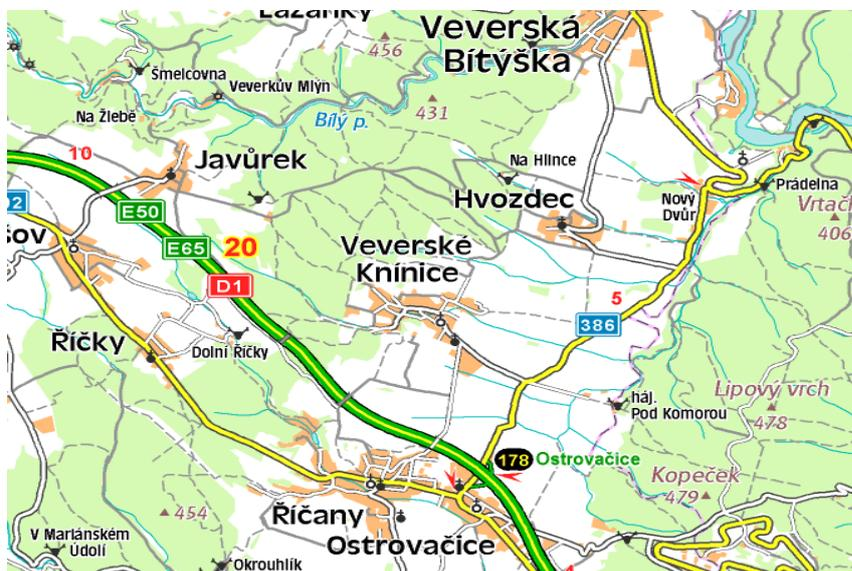 Lažánky
Veverská
Bítýška
456
Šmelcovna
Veverkův Mlýn
431
Na Žlebě
Bílý p.
10
Javůrek
Na Hlince
Prádelna
Hvozdec
Nový
Dvůr
406
E50
E65
20
D1
Veverské
Knínice
5
386
Říčky
Dolní Říčky
Lipový vrch
478
háj.
Pod Komorou
178 Ostrovačice
Kopeček
479
454
Říčany
Ostrovačice
V Mariánském
Údolí
Okrouhlík